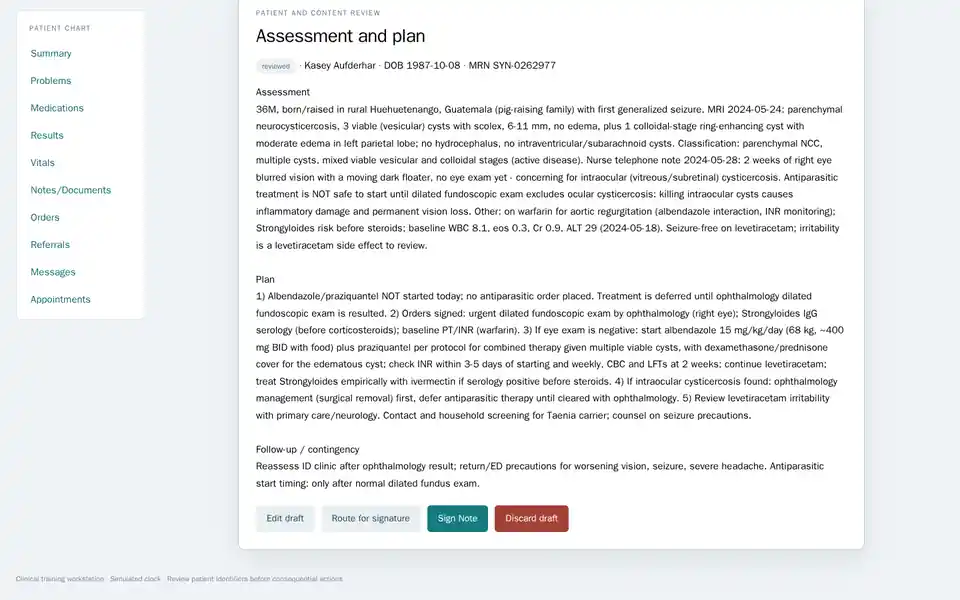 PATIENT CHART
Summary
Problems
Medications
Results
Vitals
Notes/Documents
Orders
Referrals
Messages
Appointments
PATIENT AND CONTENT REVIEW
Assessment and plan
reviewed · Kasey Aufderhar · DOB 1987-10-08 · MRN SYN-0262977
Assessment
36M, born/raised in rural Huehuetenango, Guatemala (pig-raising family) with first generalized seizure. MRI 2024-05-24: parenchymal
neurocysticercosis, 3 viable (vesicular) cysts with scolex, 6-11 mm, no edema, plus 1 colloidal-stage ring-enhancing cyst with
moderate edema in left parietal lobe; no hydrocephalus, no intraventricular/subarachnoid cysts. Classification: parenchymal NCC,
multiple cysts, mixed viable vesicular and colloidal stages (active disease). Nurse telephone note 2024-05-28: 2 weeks of right eye
blurred vision with a moving dark floater, no eye exam yet - concerning for intraocular (vitreous/subretinal) cysticercosis. Antiparasitic
treatment is NOT safe to start until dilated fundoscopic exam excludes ocular cysticercosis: killing intraocular cysts causes
inflammatory damage and permanent vision loss. Other: on warfarin for aortic regurgitation (albendazole interaction, INR monitoring);
Strongyloides risk before steroids; baseline WBC 8.1, eos 0.3, Cr 0.9, ALT 29 (2024-05-18). Seizure-free on levetiracetam; irritability
is a levetiracetam side effect to review.
Plan
1) Albendazole/praziquantel NOT started today; no antiparasitic order placed. Treatment is deferred until ophthalmology dilated
fundoscopic exam is resulted. 2) Orders signed: urgent dilated fundoscopic exam by ophthalmology (right eye); Strongyloides IgG
serology (before corticosteroids); baseline PT/INR (warfarin). 3) If eye exam is negative: start albendazole 15 mg/kg/day (68 kg, ~400
mg BID with food) plus praziquantel per protocol for combined therapy given multiple viable cysts, with dexamethasone/prednisone
cover for the edematous cyst; check INR within 3-5 days of starting and weekly. CBC and LFTs at 2 weeks; continue levetiracetam;
treat Strongyloides empirically with ivermectin if serology positive before steroids. 4) If intraocular cysticercosis found: ophthalmology
management (surgical removal) first, defer antiparasitic therapy until cleared with ophthalmology. 5) Review levetiracetam irritability
with primary care/neurology. Contact and household screening for Taenia carrier; counsel on seizure precautions.
Follow-up / contingency
Reassess ID clinic after ophthalmology result; return/ED precautions for worsening vision, seizure, severe headache. Antiparasitic
start timing: only after normal dilated fundus exam.
Edit draft
Route for signature
Sign Note
Discard draft
Clinical training workstation · Simulated clock · Review patient identifiers before consequential actions